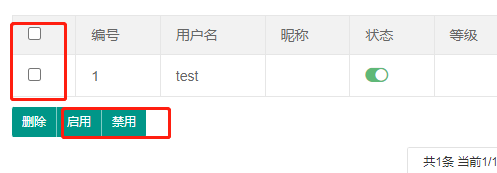 编号 用户名 昵称 状态 等级
1 test
删除 启用 禁用
共1条 当前1/1